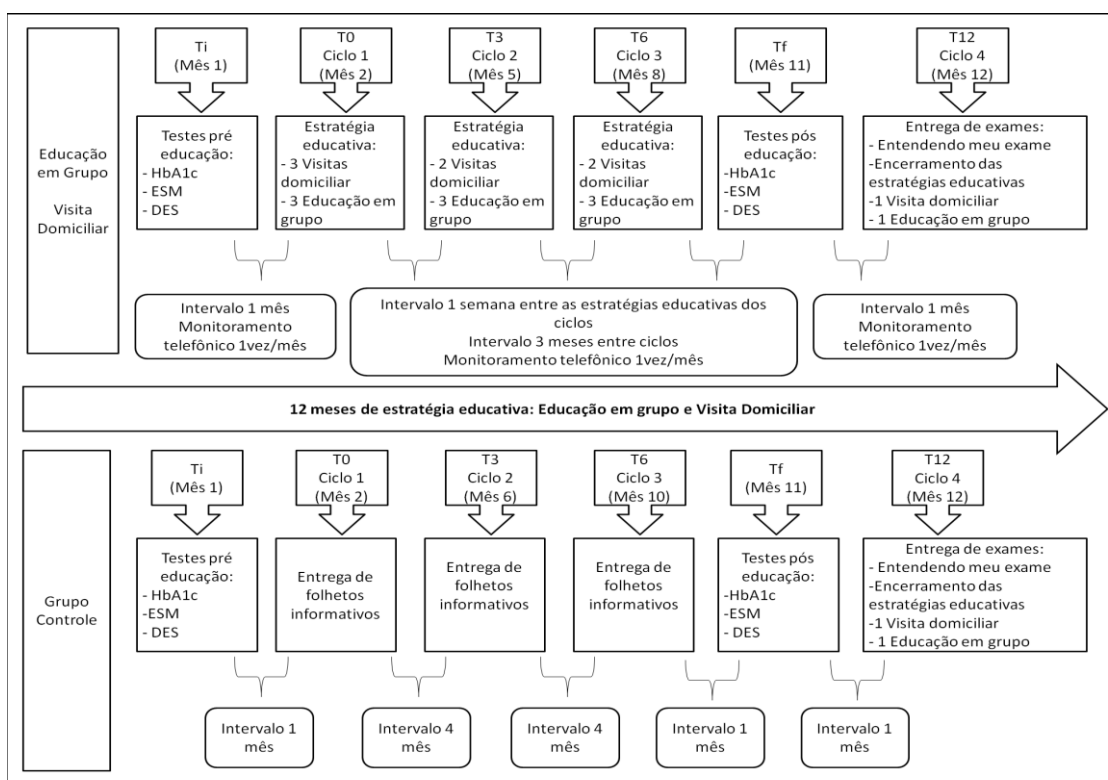 Ti
(Mês 1)
T0
Ciclo 1
(Mês 2)
T3
Ciclo 2
(Mês 5)
T6
Ciclo 3
(Mês 8)
Tf
(Mês 11)
T12
Ciclo 4
(Mês 12)
Educação
em Grupo
Visita
Domiciliar
Testes pré
educação:
- HbA1c
- ESM
- DES
Estratégia
educativa:
- 3 Visitas
domiciliar
- 3 Educação em
grupo
Estratégia
educativa:
- 2 Visitas
domiciliar
- 3 Educação em
grupo
Estratégia
educativa:
- 2 Visitas
domiciliar
- 3 Educação em
grupo
Testes pós
educação:
-HbA1c
- ESM
- DES
Entrega de exames:
- Entendendo meu exame
-Encerramento das
estratégias educativas
-1 Visita domiciliar
- 1 Educação em grupo
Intervalo 1 mês
Monitoramento
telefônico 1vez/mês
Intervalo 1 semana entre as estratégias educativas dos
ciclos
Intervalo 3 meses entre ciclos
Monitoramento telefônico 1vez/mês
Intervalo 1 mês
Monitoramento
telefônico 1vez/mês
12 meses de estratégia educativa: Educação em grupo e Visita Domiciliar
Ti
(Mês 1)
T0
Ciclo 1
(Mês 2)
T3
Ciclo 2
(Mês 6)
T6
Ciclo 3
(Mês 10)
Tf
(Mês 11)
T12
Ciclo 4
(Mês 12)
Grupo
Controle
Testes pré
educação:
- HbA1c
-ESM
- DES
Entrega de
folhetos
informativos
Entrega de
folhetos
informativos
Entrega de
folhetos
informativos
Testes pós
educação:
-HbA1c
- ESM
- DES
Entrega de exames:
- Entendendo meu exame
-Encerramento das
estratégias educativas
-1 Visita domiciliar
- 1 Educação em grupo
Intervalo 1
mês
Intervalo 4
mês
Intervalo 4
mês
Intervalo 1
mês
Intervalo 1
mês